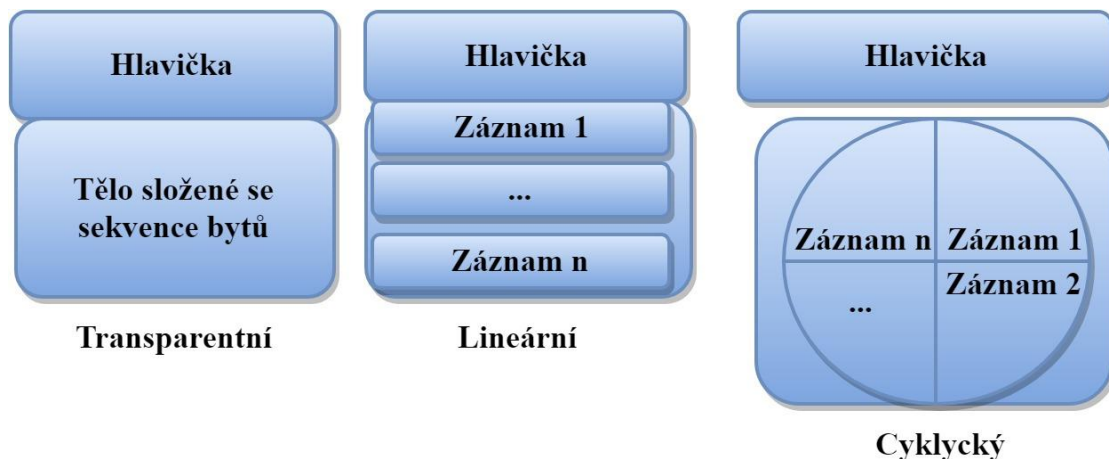 Hlavička
Tělo složené se
sekvence bytů
Transparentní
Hlavička
Záznam 1
...
Záznam n
Lineární
Hlavička
Záznam n
Záznam 1
Záznam 2
...
Cyklycký